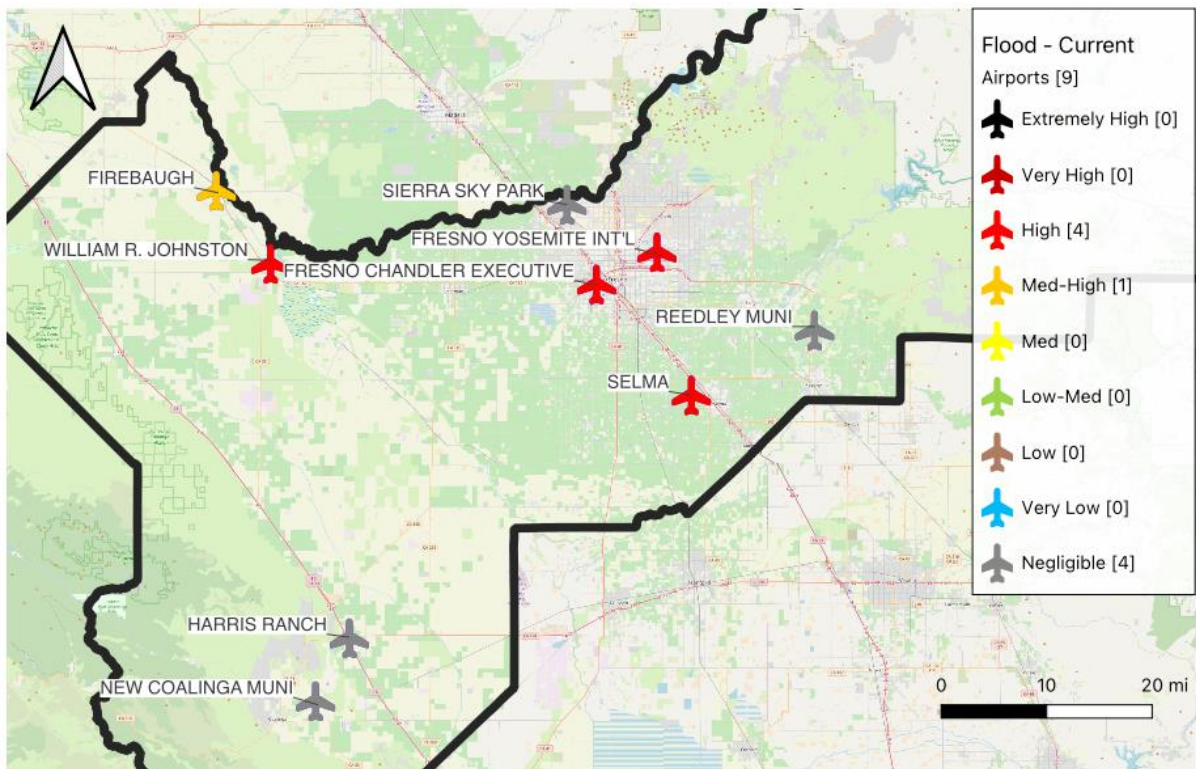 Flood - Current
Airports [9]
Extremely High [0]
Very High [0]
High [4]
Med-High [1]
Med [0]
Low-Med [0]
Low [0]
Very Low [0]
Negligible [4]
FIREBAUGH
SIERRA SKY PARK
FRESNO YOSEMITE INT'L
WILLIAM R. JOHNSTON
FRESNO CHANDLER EXECUTIVE
REEDLEY MUNI
SELMA
HARRIS RANCH
NEW COALINGA MUNI
0 10 20 mi